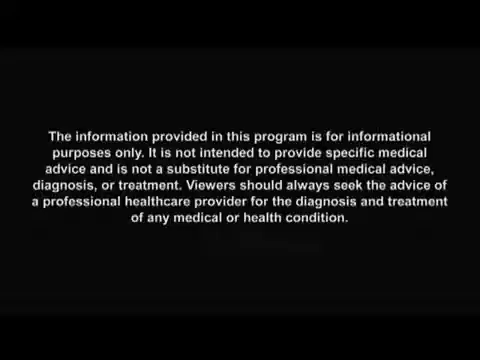 The information provided in this program is for informational
purposes only. It is not intended to provide specific medical
advice and is not a substitute for professional medical advice,
diagnosis, or treatment. Viewers should always seek the advice of
a professional healthcare provider for the diagnosis and treatment
of any medical or health condition.